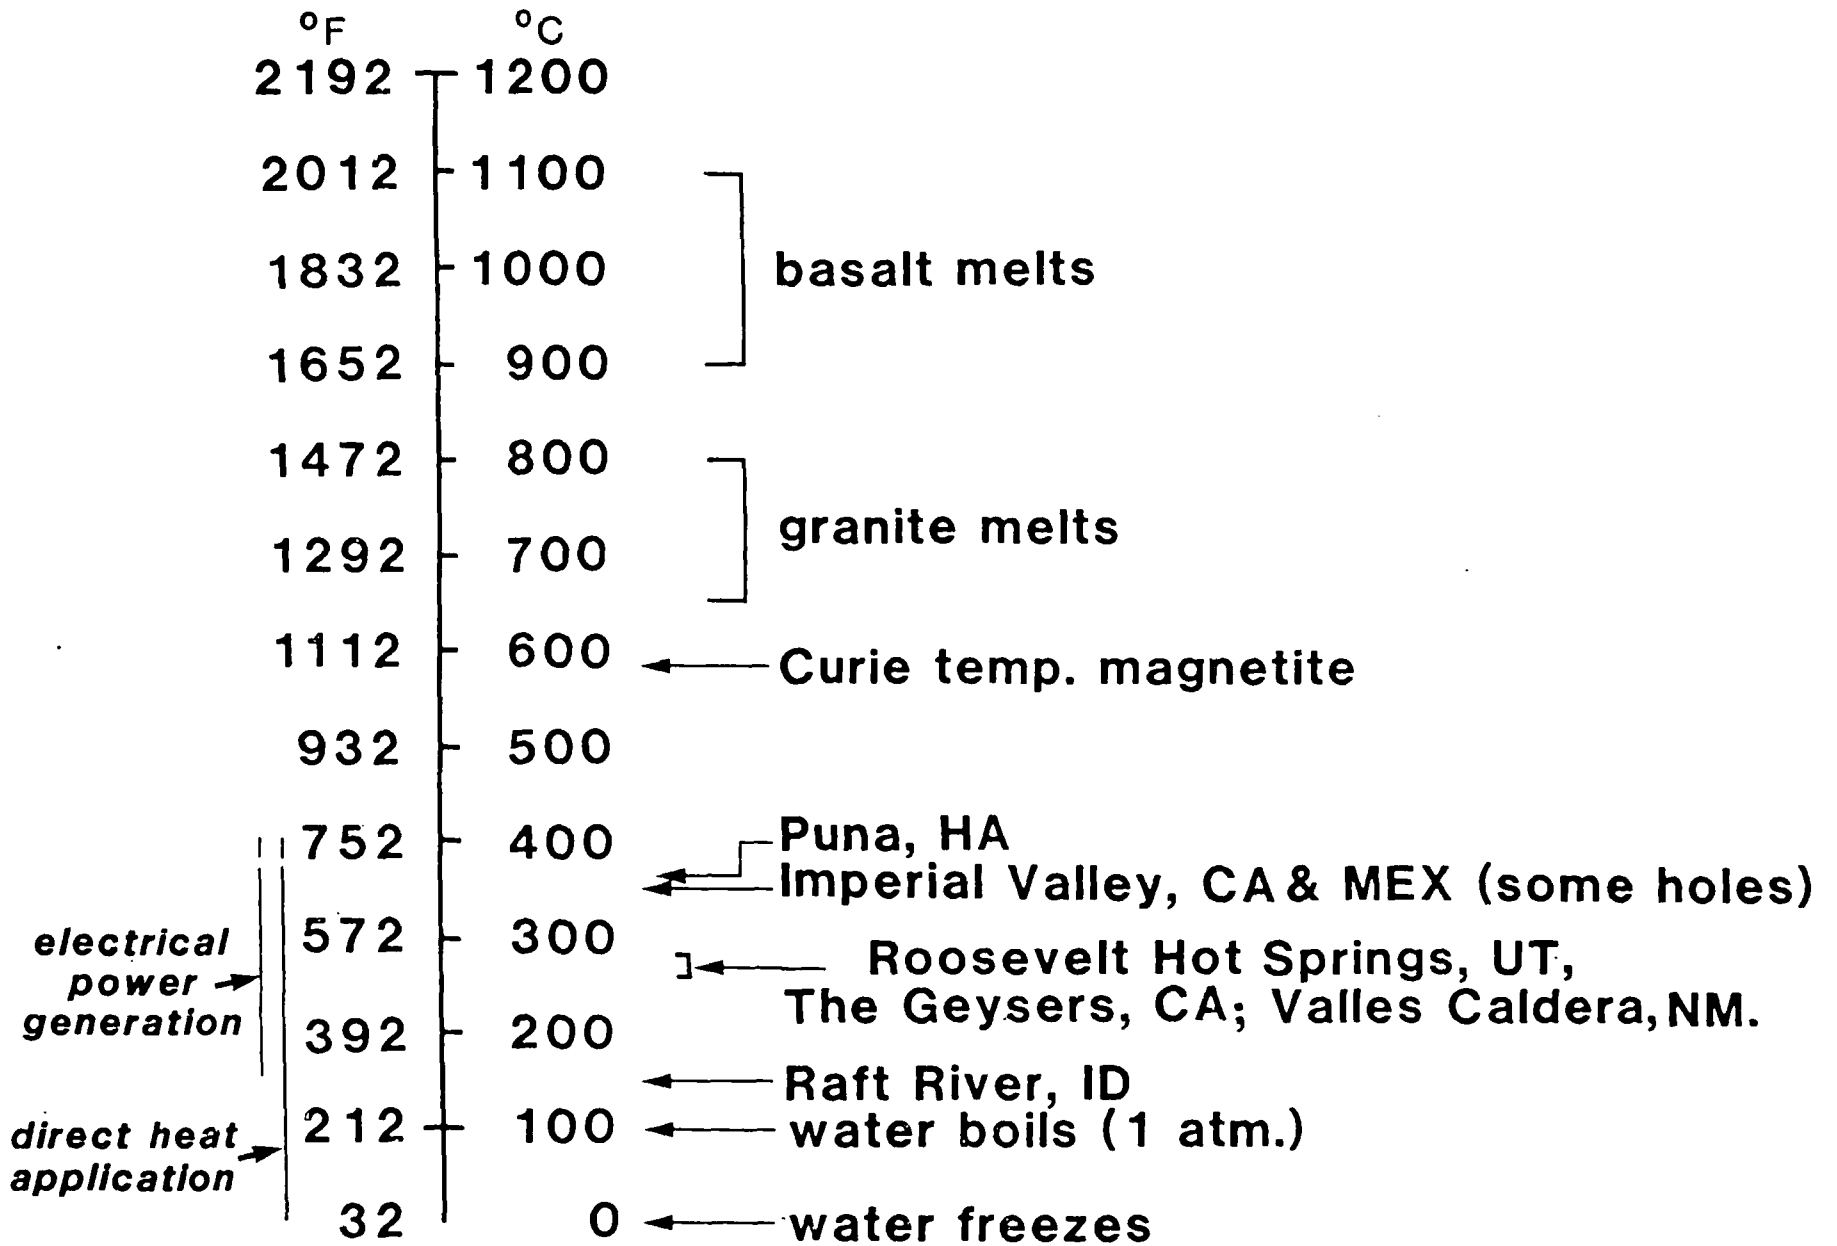 °F °C
2192 1200
2012 1100
1832 1000
basalt melts
1652 900
1472 800
granite melts
1292 700
1112 600
Curie temp. magnetite
932 500
752 400
Puna, HA
Imperial Valley, CA & MEX (some holes)
572 300
electrical
power
generation
Roosevelt Hot Springs, UT,
The Geysers, CA; Valles Caldera, NM.
392 200
Raft River, ID
212 100
water boils (1 atm.)
direct heat
application
32 0
water freezes